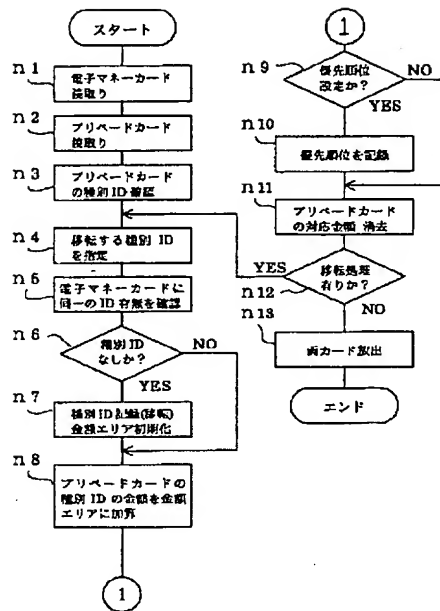 スタート
n1
電子マネーカード
読取り
n2
プリペードカード
読取り
n3
プリペードカード
の種別ID確認
n4
移転する種別ID
を指定
n5
電子マネーカードに
同一のID有無を確認
n6
種別ID
なしか?
NO
YES
n7
種別ID記録(移転)
金額エリア初期化
n8
プリペードカードの
種別IDの金額を金額
エリアに加算
1
1
n9
優先順位
設定か?
NO
YES
n10
優先順位を記録
n11
プリペードカード
の対応金額 消去
YES
移転処理
有りか?
n12
NO
n13
両カード放出
エンド